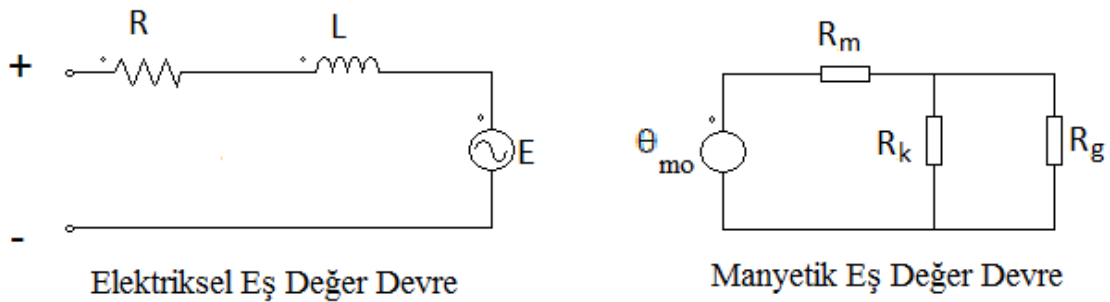 R
L
+
E
-
Elektriksel Eş Değer Devre
R_m
θ_mo
R_k
R_g
Manyetik Eş Değer Devre